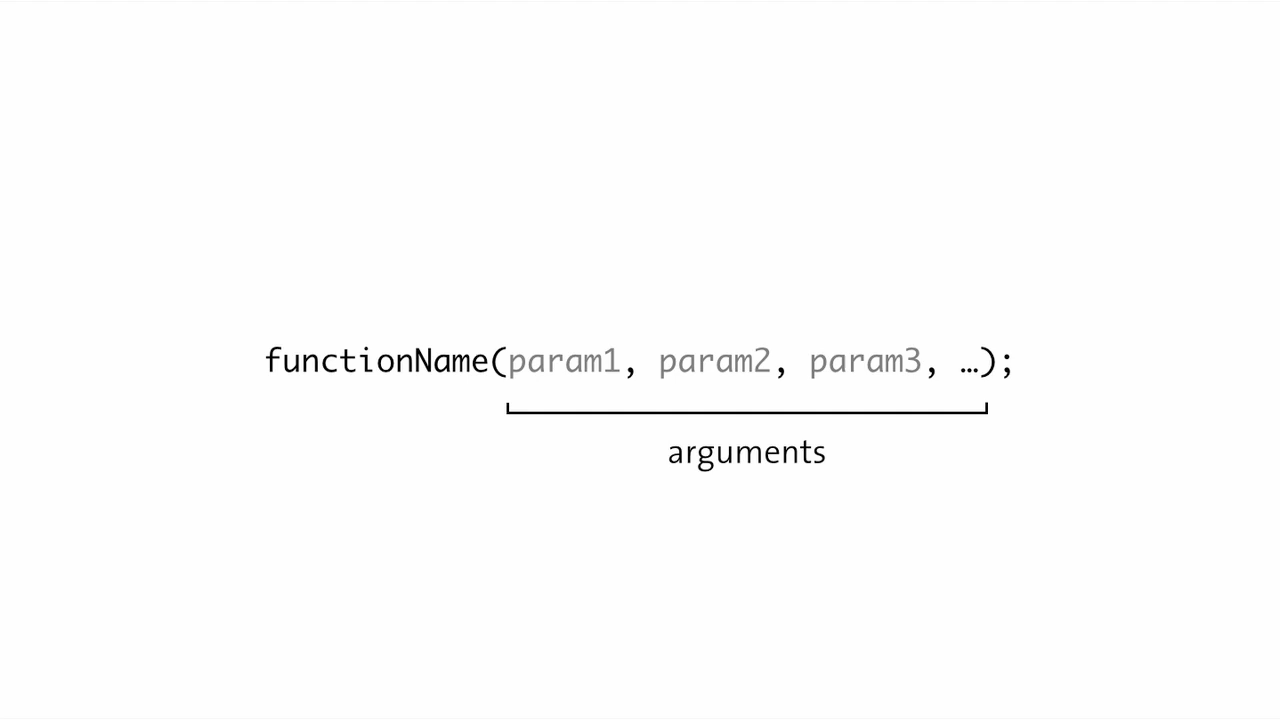 functionName(param1, param2, param3, …);
arguments